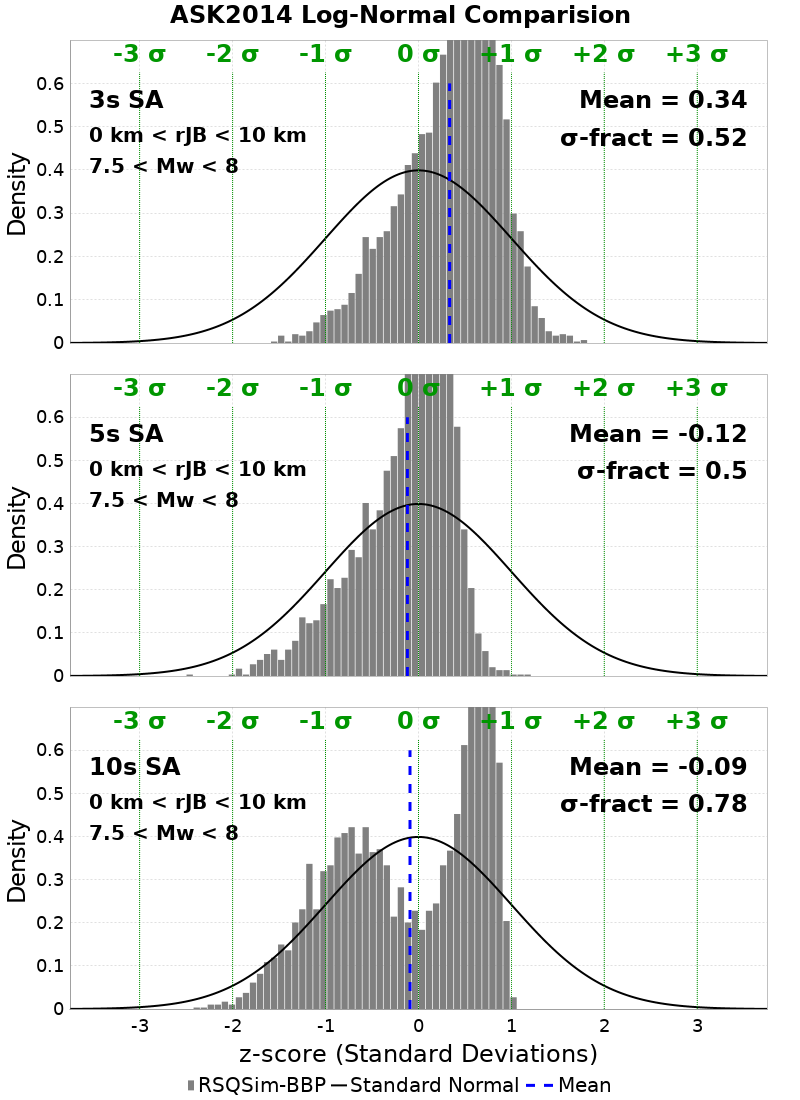 ASK2014 Log-Normal Comparision
-3 σ -2 σ -1 σ 0 σ +1 σ +2 σ +3 σ
0.6
3s SA Mean = 0.34
0.5
0 km < rJB < 10 km σ-fract = 0.52
0.4
7.5 < Mw < 8
Density
0.3
0.2
0.1
0
-3 σ -2 σ -1 σ 0 σ +1 σ +2 σ +3 σ
0.6
5s SA Mean = -0.12
0.5
0 km < rJB < 10 km σ-fract = 0.5
0.4
7.5 < Mw < 8
Density
0.3
0.2
0.1
0
-3 σ -2 σ -1 σ 0 σ +1 σ +2 σ +3 σ
0.6
10s SA Mean = -0.09
0.5
0 km < rJB < 10 km σ-fract = 0.78
0.4
7.5 < Mw < 8
Density
0.3
0.2
0.1
0
-3 -2 -1 0 1 2 3
z-score (Standard Deviations)
RSQSim-BBP Standard Normal Mean